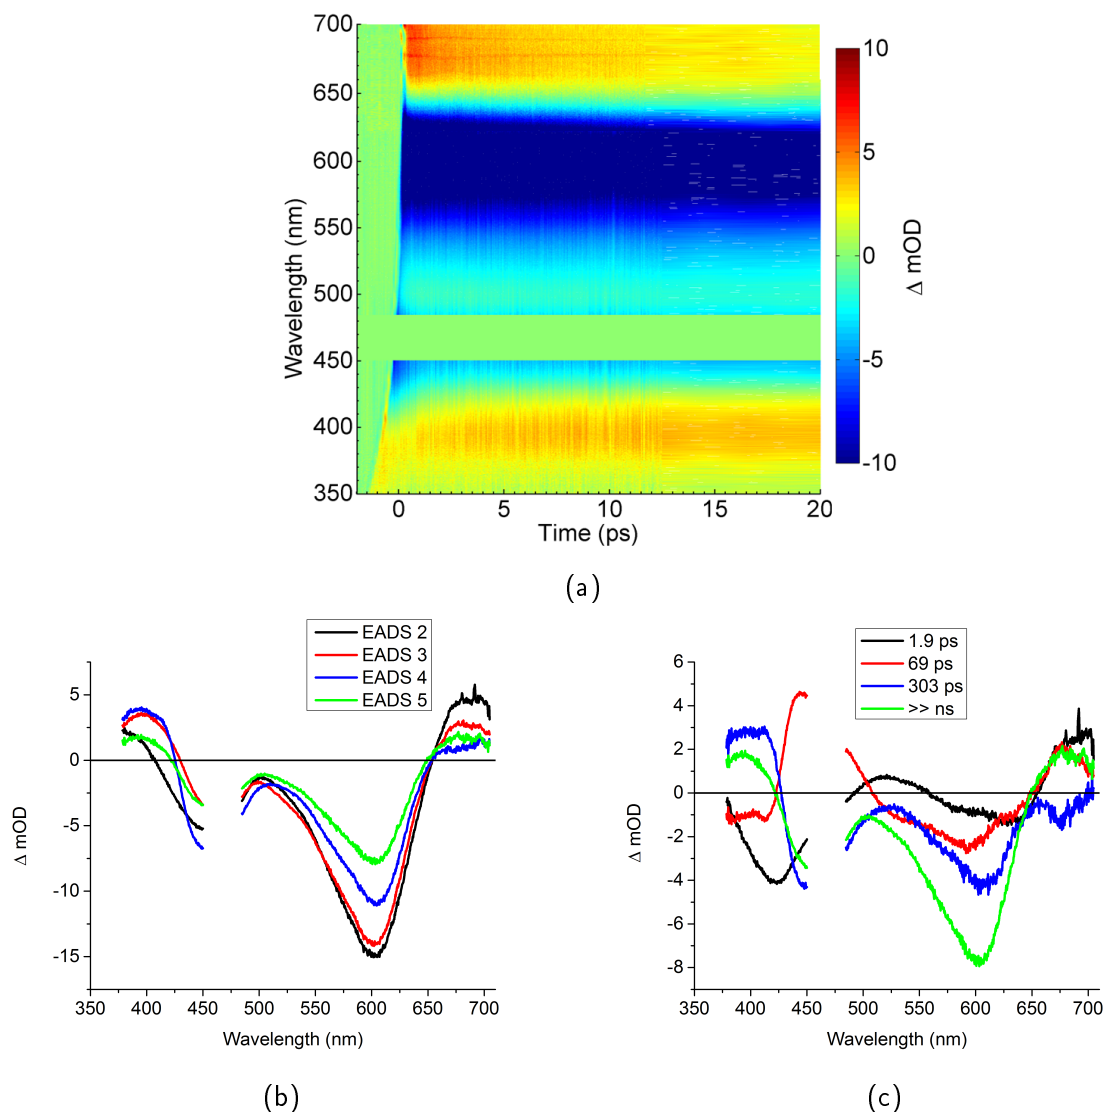 700
650
600
550
500
450
400
350
Wavelength (nm)
0
5
10
15
20
Time (ps)
10
5
0
-5
-10
Δ mOD
(a)
EADS 2
EADS 3
EADS 4
EADS 5
5
0
-5
-10
-15
Δ mOD
350 400 450 500 550 600 650 700
Wavelength (nm)
(b)
1.9 ps
69 ps
303 ps
>> ns
6
4
2
0
-2
-4
-6
-8
Δ mOD
350 400 450 500 550 600 650 700
Wavelength (nm)
(c)